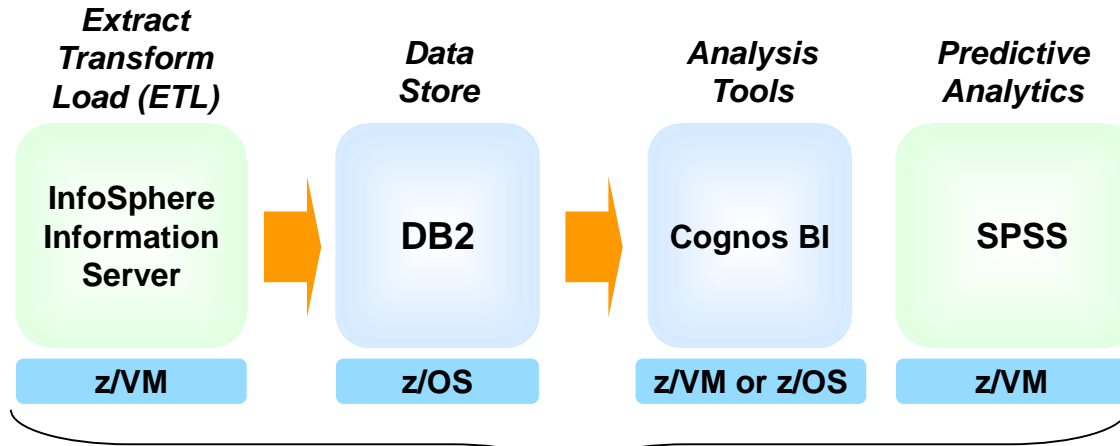 Extract
Transform
Load (ETL)
Data
Store
Analysis
Tools
Predictive
Analytics
InfoSphere
Information
Server
DB2
Cognos BI
SPSS
z/VM
z/OS
z/VM or z/OS
z/VM